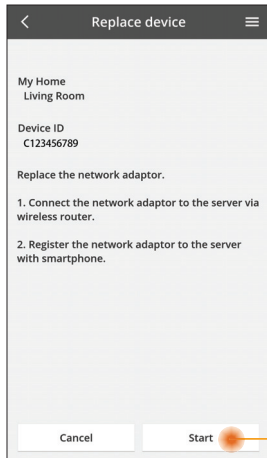 Replace device
My Home
Living Room
Device ID
C123456789
Replace the network adaptor.
1. Connect the network adaptor to the server via
wireless router.
2. Register the network adaptor to the server
with smartphone.
Cancel Start